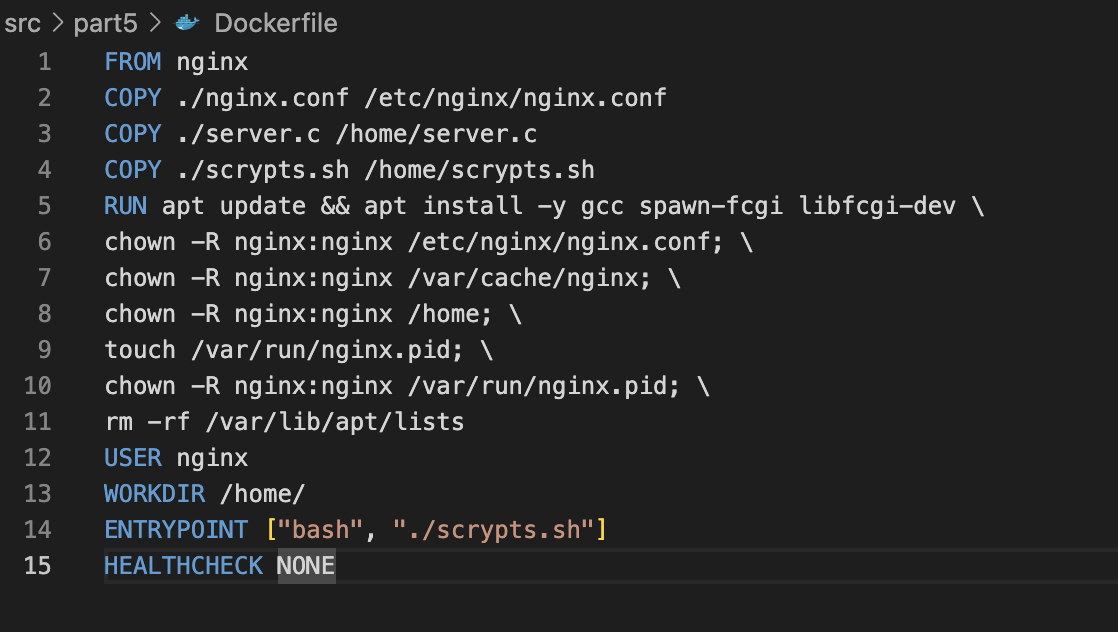 src > part5 > Dockerfile
1 FROM nginx
2 COPY ./nginx.conf /etc/nginx/nginx.conf
3 COPY ./server.c /home/server.c
4 COPY ./scrypts.sh /home/scrypts.sh
5 RUN apt update && apt install -y gcc spawn-fcgi libfcgi-dev \
6 chown -R nginx:nginx /etc/nginx/nginx.conf; \
7 chown -R nginx:nginx /var/cache/nginx; \
8 chown -R nginx:nginx /home; \
9 touch /var/run/nginx.pid; \
10 chown -R nginx:nginx /var/run/nginx.pid; \
11 rm -rf /var/lib/apt/lists
12 USER nginx
13 WORKDIR /home/
14 ENTRYPOINT ["bash", "./scrypts.sh"]
15 HEALTHCHECK NONE